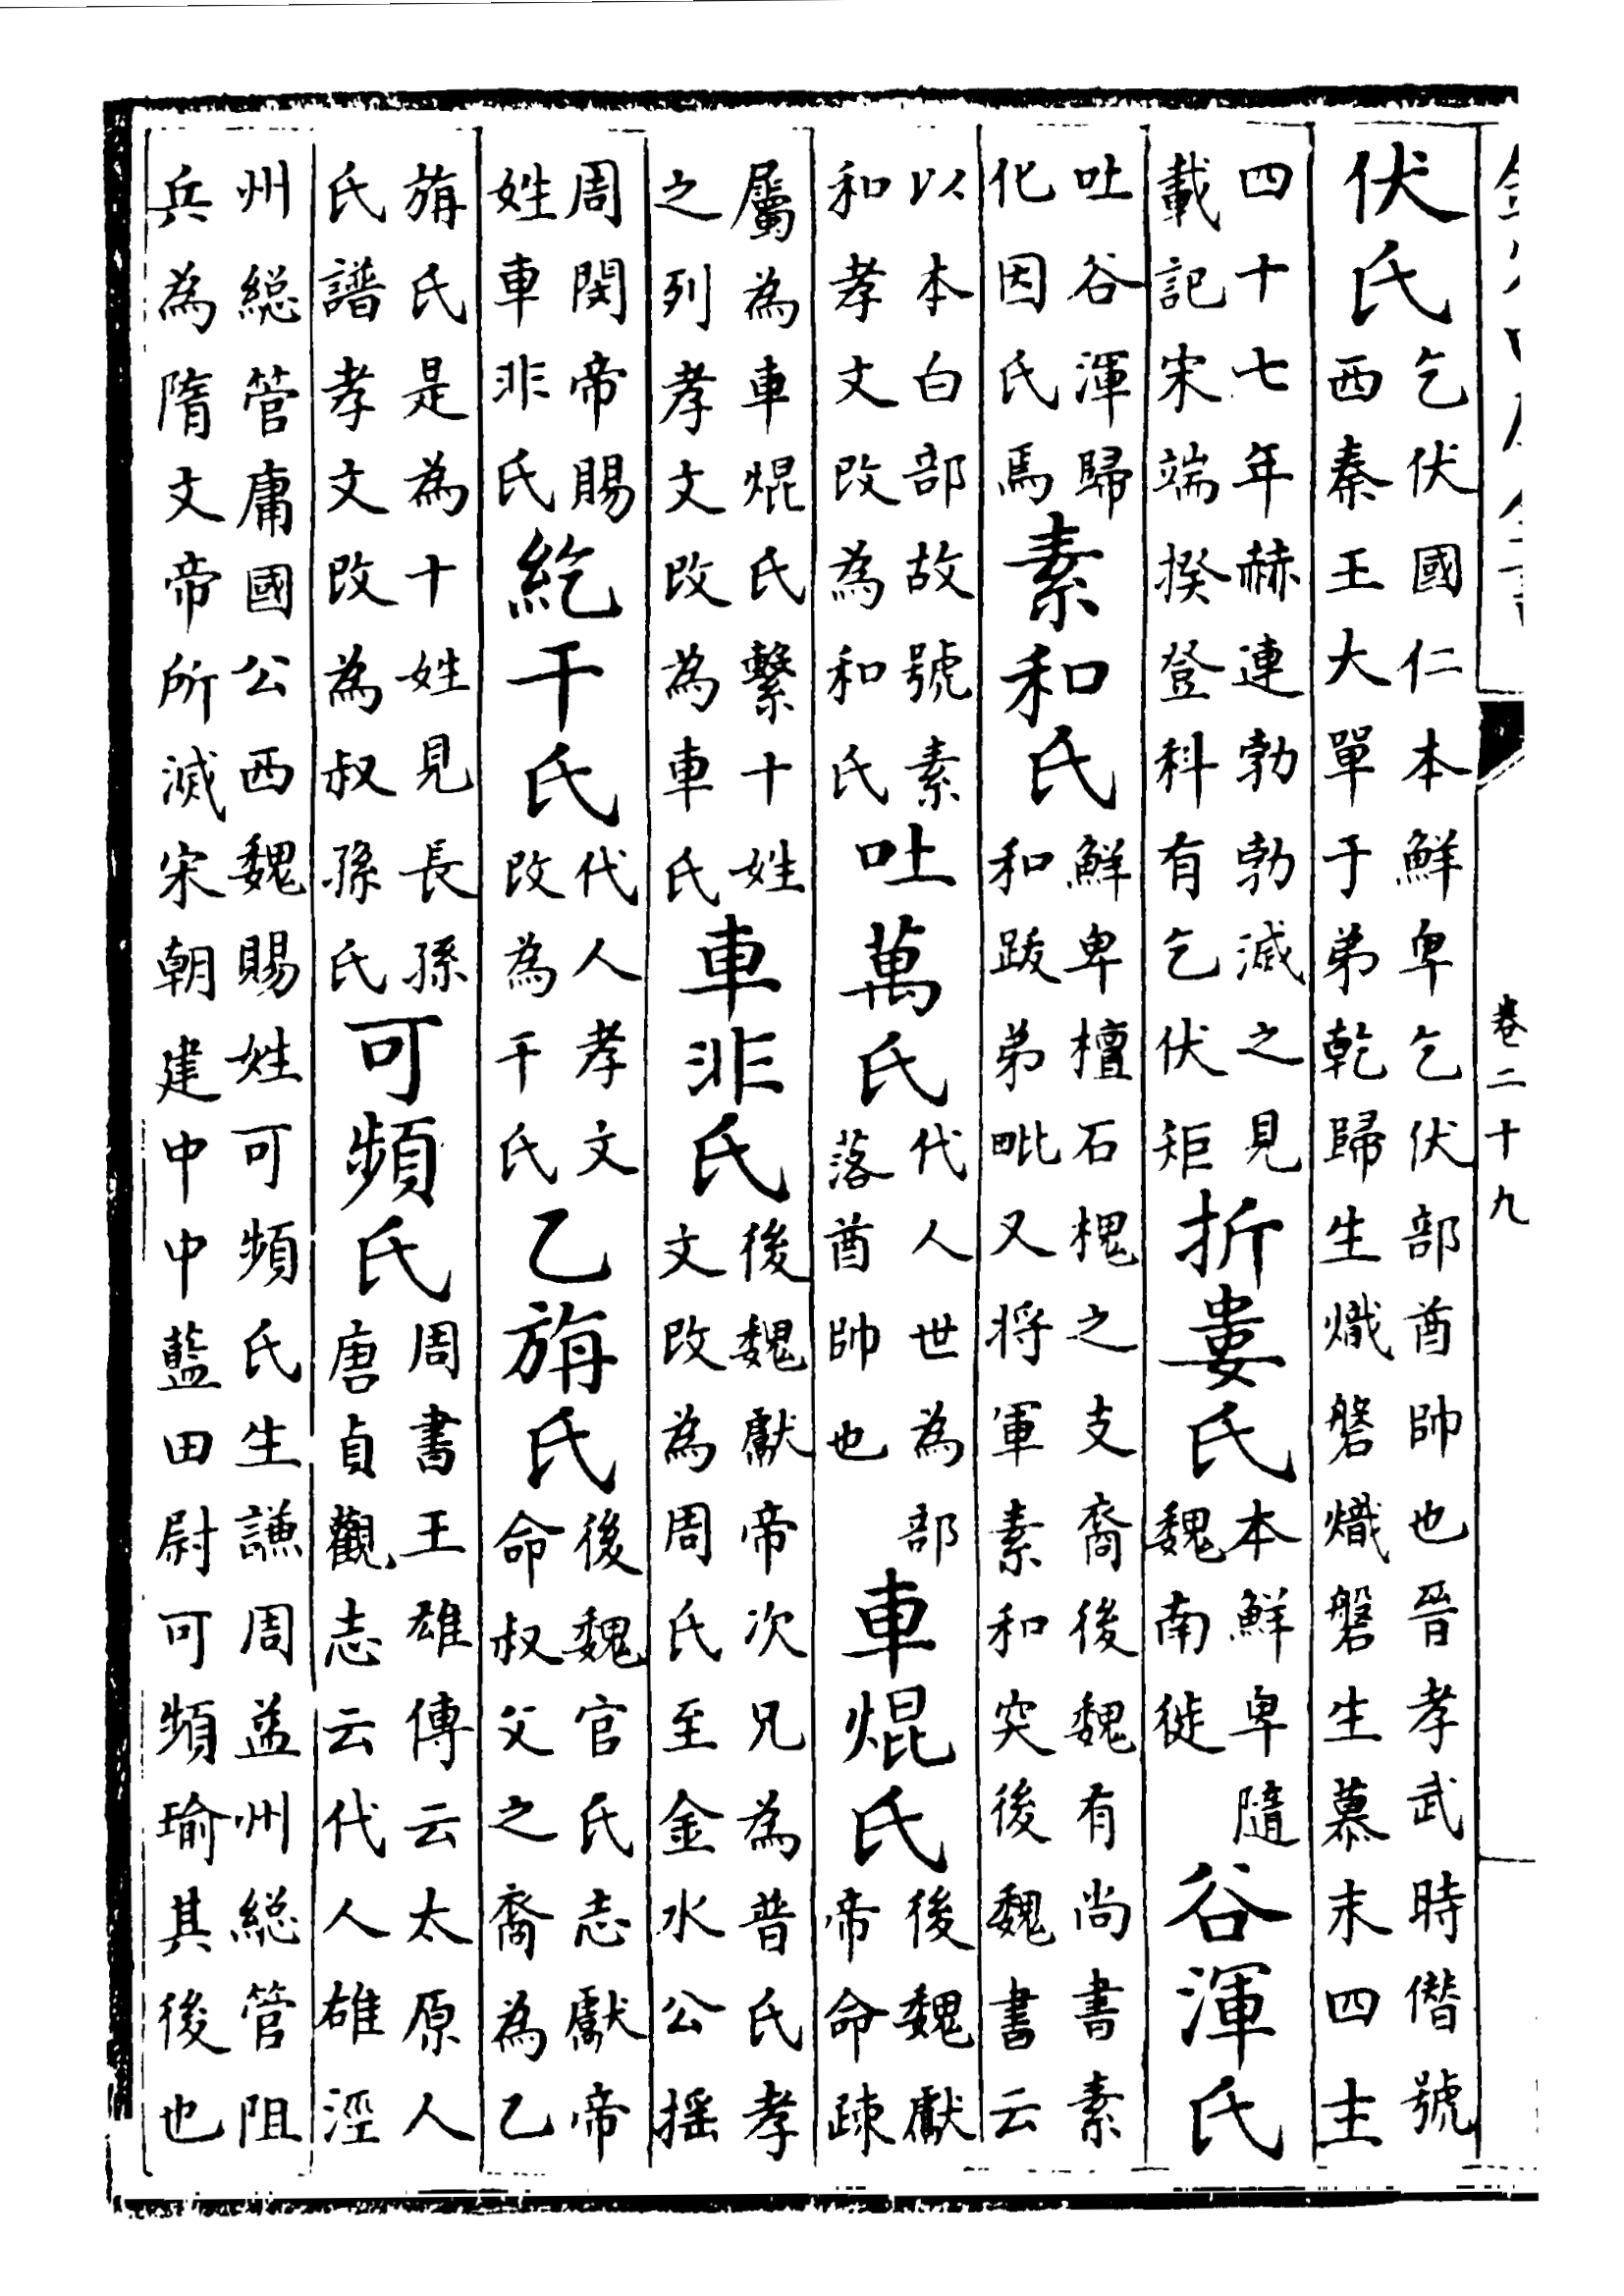 伏氏乞伏國仁本鮮卑乞伏部酋帥也晉孝武時僭號西秦王大單于弟乾歸生熾磐熾磐生慕末四主
四十七年赫連勃勃滅之見載記宋端揆登科有乞伏矩折婁氏本鮮卑隨魏南徙谷渾氏
吐谷渾歸化因氏焉素和氏鮮卑檀石槐之支裔後魏有尚書素和跋弟毗又將軍素和突後魏書云
以本白部故號素和孝文改為和氏吐萬氏代人世為部落酋帥也車焜氏後魏獻帝命疎
屬為車焜氏繫十姓之列孝文改為車氏車非氏後魏獻帝次兄為普氏孝文改為周氏至金水公摇
周閔帝賜姓車非氏紇干氏代人孝文改為干氏乙旃氏後魏官氏志獻帝命叔父之裔為乙
旃氏是為十姓見長孫氏譜孝文改為叔孫氏可頻氏周書王雄傳云太原人唐貞觀志云代人雄涇
州総管庸國公西魏賜姓可頻氏生謙周益州総管阻兵為隋文帝所滅宋朝建中中藍田尉可頻瑜其後也
卷二十九